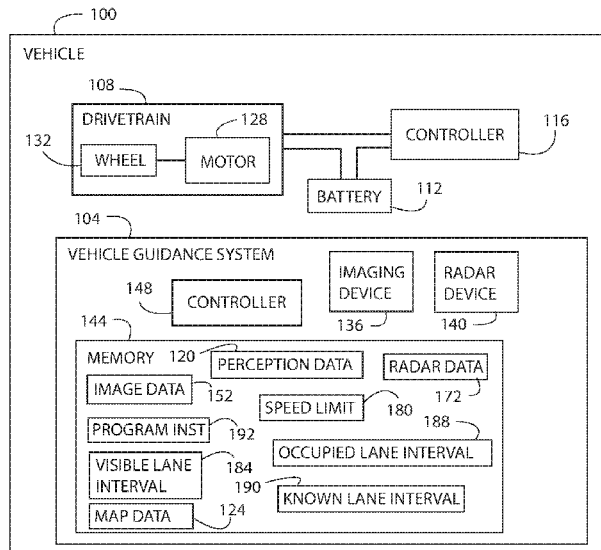 100
VEHICLE
108
DRIVETRAIN
128
132
WHEEL
MOTOR
CONTROLLER
116
BATTERY
112
104
VEHICLE GUIDANCE SYSTEM
148
CONTROLLER
IMAGING
DEVICE
136
RADAR
DEVICE
140
144
MEMORY
120
PERCEPTION DATA
RADAR DATA
172
IMAGE DATA
152
SPEED LIMIT
180
188
PROGRAM INST
192
OCCUPIED LANE INTERVAL
VISIBLE LANE
INTERVAL
184
190
KNOWN LANE INTERVAL
MAP DATA
124